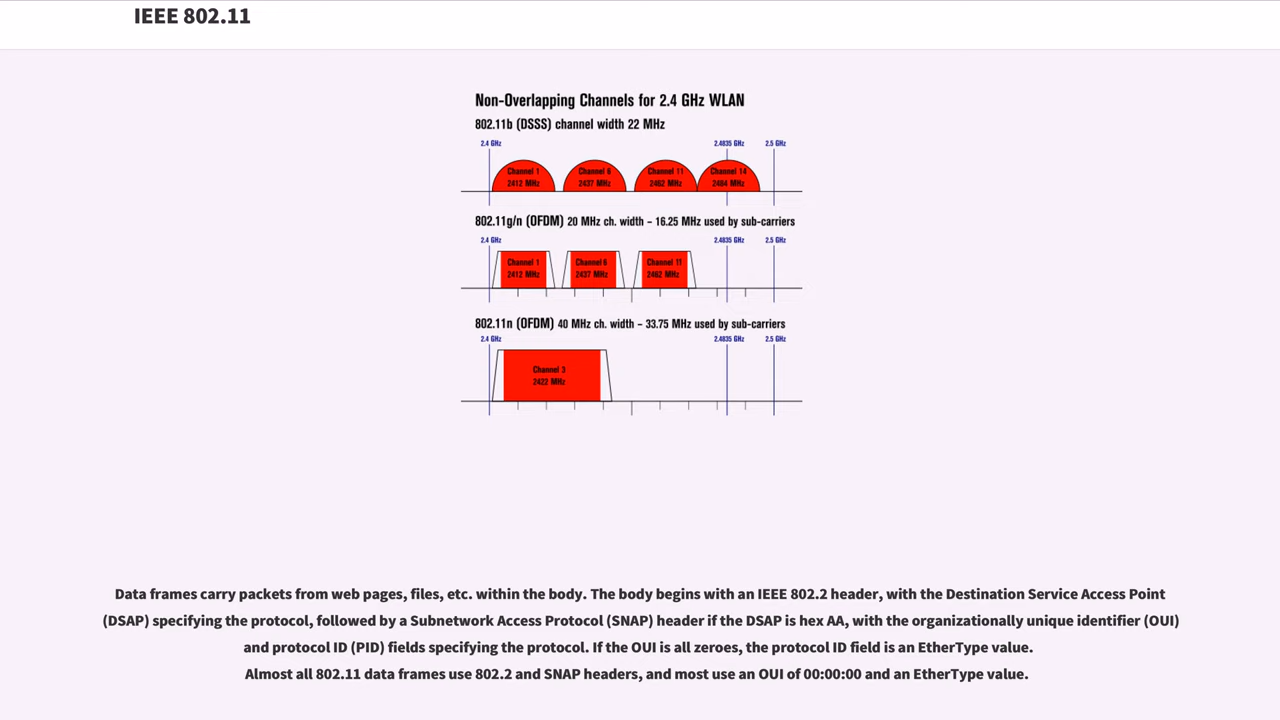 IEEE 802.11
Non-Overlapping Channels for 2.4 GHz WLAN
802.11b (DSSS) channel width 22 MHz
2.4 GHz 2.4835 GHz 2.5 GHz
Channel 1 Channel 6 Channel 11 Channel 14
2412 MHz 2437 MHz 2462 MHz 2484 MHz
802.11g/n (OFDM) 20 MHz ch. width – 16.25 MHz used by sub-carriers
2.4 GHz 2.4835 GHz 2.5 GHz
Channel 1 Channel 6 Channel 11
2412 MHz 2437 MHz 2462 MHz
802.11n (OFDM) 40 MHz ch. width – 33.75 MHz used by sub-carriers
2.4 GHz 2.4835 GHz 2.5 GHz
Channel 3
2422 MHz
Data frames carry packets from web pages, files, etc. within the body. The body begins with an IEEE 802.2 header, with the Destination Service Access Point
(DSAP) specifying the protocol, followed by a Subnetwork Access Protocol (SNAP) header if the DSAP is hex AA, with the organizationally unique identifier (OUI)
and protocol ID (PID) fields specifying the protocol. If the OUI is all zeroes, the protocol ID field is an EtherType value.
Almost all 802.11 data frames use 802.2 and SNAP headers, and most use an OUI of 00:00:00 and an EtherType value.